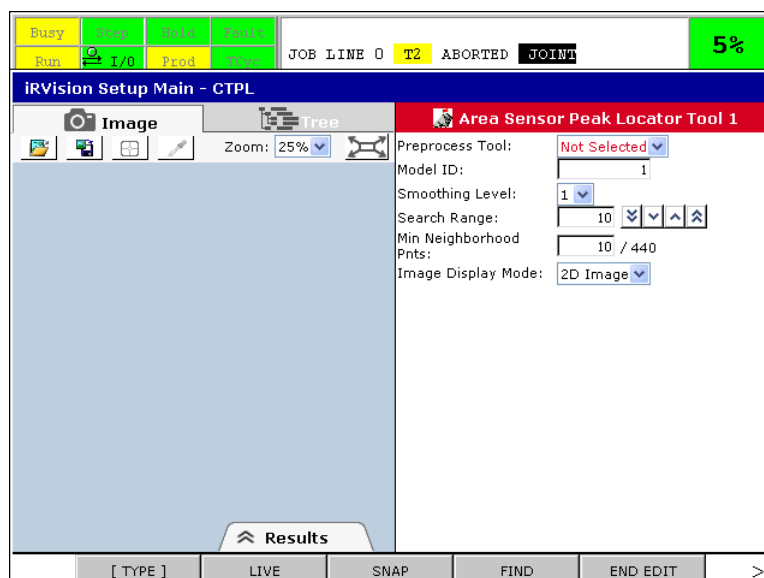 Busy Step Hold Fault
Run I/O Prod TCyc
JOB LINE 0 T2 ABORTED JOINT
5%
iRVision Setup Main - CTPL
Image Tree
Zoom: 25%
Area Sensor Peak Locator Tool 1
Preprocess Tool: Not Selected
Model ID: 1
Smoothing Level: 1
Search Range: 10
Min Neighborhood
Pnts: 10 / 440
Image Display Mode: 2D Image
Results
[ TYPE ] LIVE SNAP FIND END EDIT >